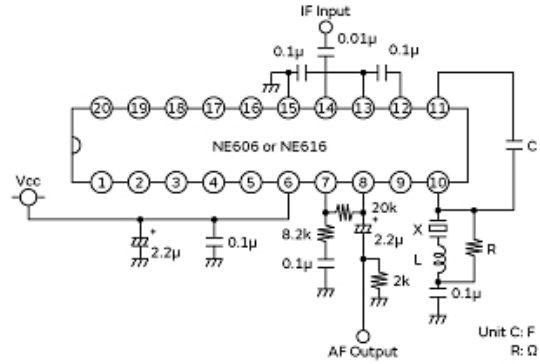 IF Input
0.01μ
0.1μ
0.1μ
20 19 18 17 16 15 14 13 12 11
NE606 or NE616
C
Vcc
1 2 3 4 5 6 7 8 9 10
20k
+
2.2μ
0.1μ
8.2k
+
2.2μ
X
L
R
0.1μ
2k
0.1μ
AF Output
Unit C: F
R: Ω